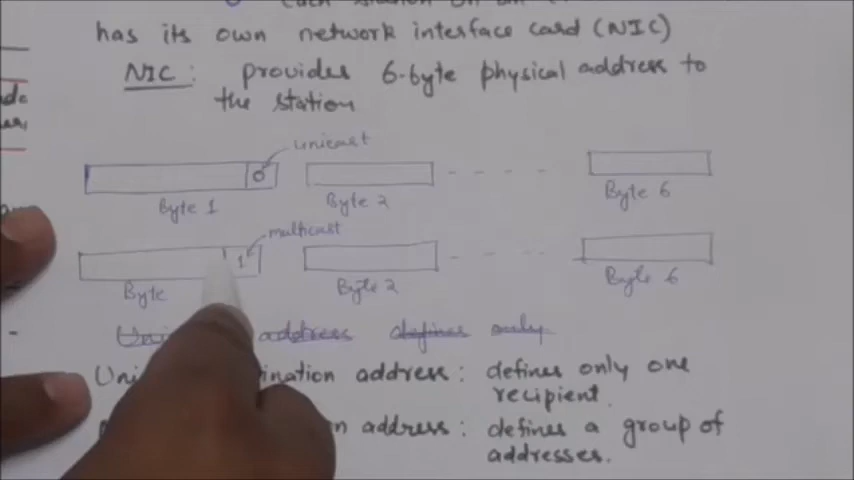 has its own network interface card (NIC)
NIC : provides 6-byte physical address to
the station
unicast
0
Byte 1 Byte 2 Byte 6
multicast
1
Byte Byte 2 Byte 6
address defines only
address : defines only one
recipient.
address : defines a group of
addresses.